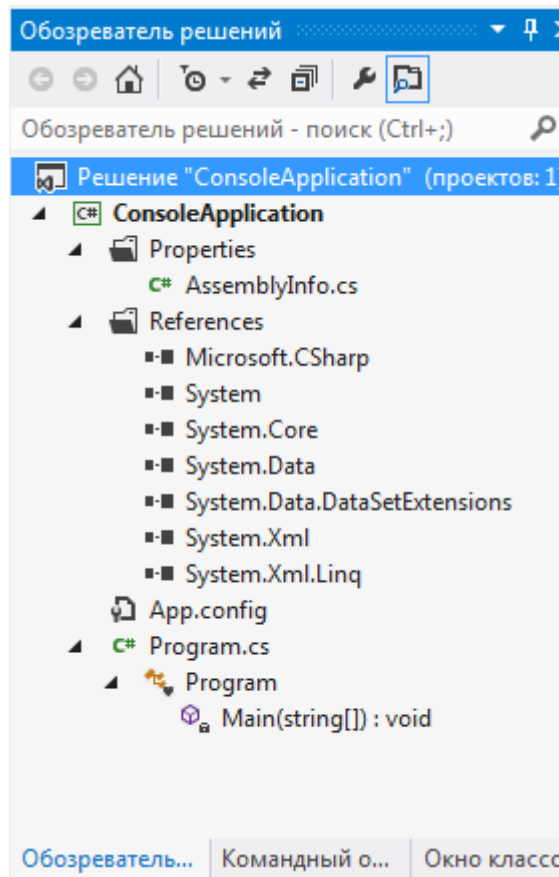 Обозреватель решений
Обозреватель решений - поиск (Ctrl+;)
Решение "ConsoleApplication" (проектов: 1
C# ConsoleApplication
Properties
C# AssemblyInfo.cs
References
Microsoft.CSharp
System
System.Core
System.Data
System.Data.DataSetExtensions
System.Xml
System.Xml.Linq
App.config
C# Program.cs
Program
Main(string[]) : void
Обозреватель... Командный о... Окно классо